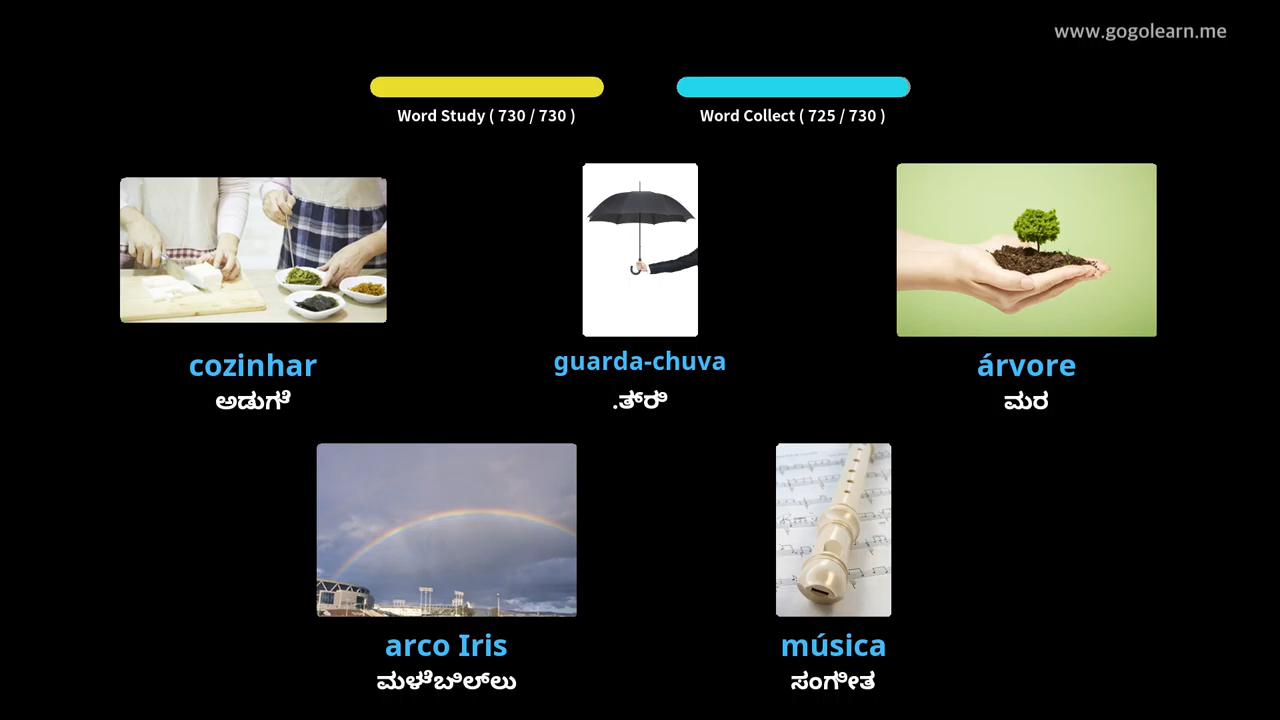 www.gogolearn.me
Word Study ( 730 / 730 )
Word Collect ( 725 / 730 )
cozinhar
ಅಡುಗೆ
guarda-chuva
.ಛತ್ರಿ
árvore
ಮರ
arco Iris
ಮಳೆಬಿಲ್ಲು
música
ಸಂಗೀತ